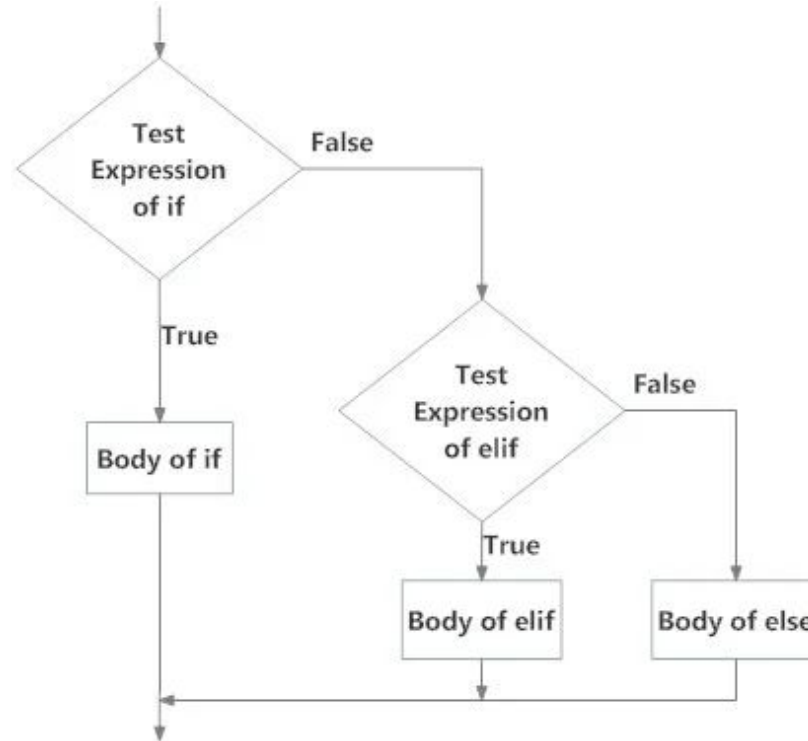 Test
Expression
of if
False
True
Body of if
Test
Expression
of elif
False
True
Body of elif
Body of else